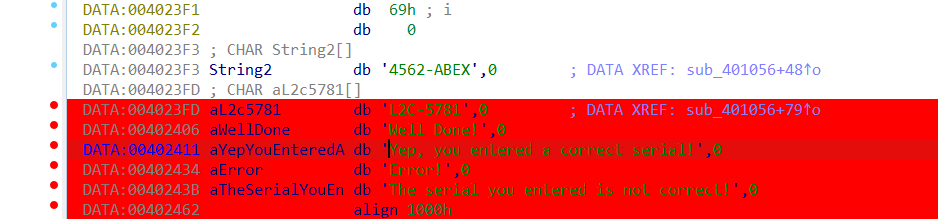 DATA:004023F1 db 69h ; i
DATA:004023F2 db 0
DATA:004023F3 ; CHAR String2[]
DATA:004023F3 String2 db '4562-ABEX',0 ; DATA XREF: sub_401056+48↑o
DATA:004023FD ; CHAR aL2c5781[]
DATA:004023FD aL2c5781 db 'L2C-5781',0 ; DATA XREF: sub_401056+79↑o
DATA:00402406 aWellDone db 'Well Done!',0
DATA:00402411 aYepYouEnteredA db 'Yep, you entered a correct serial!',0
DATA:00402434 aError db 'Error!',0
DATA:0040243B aTheSerialYouEn db 'The serial you entered is not correct!',0
DATA:00402462 align 1000h